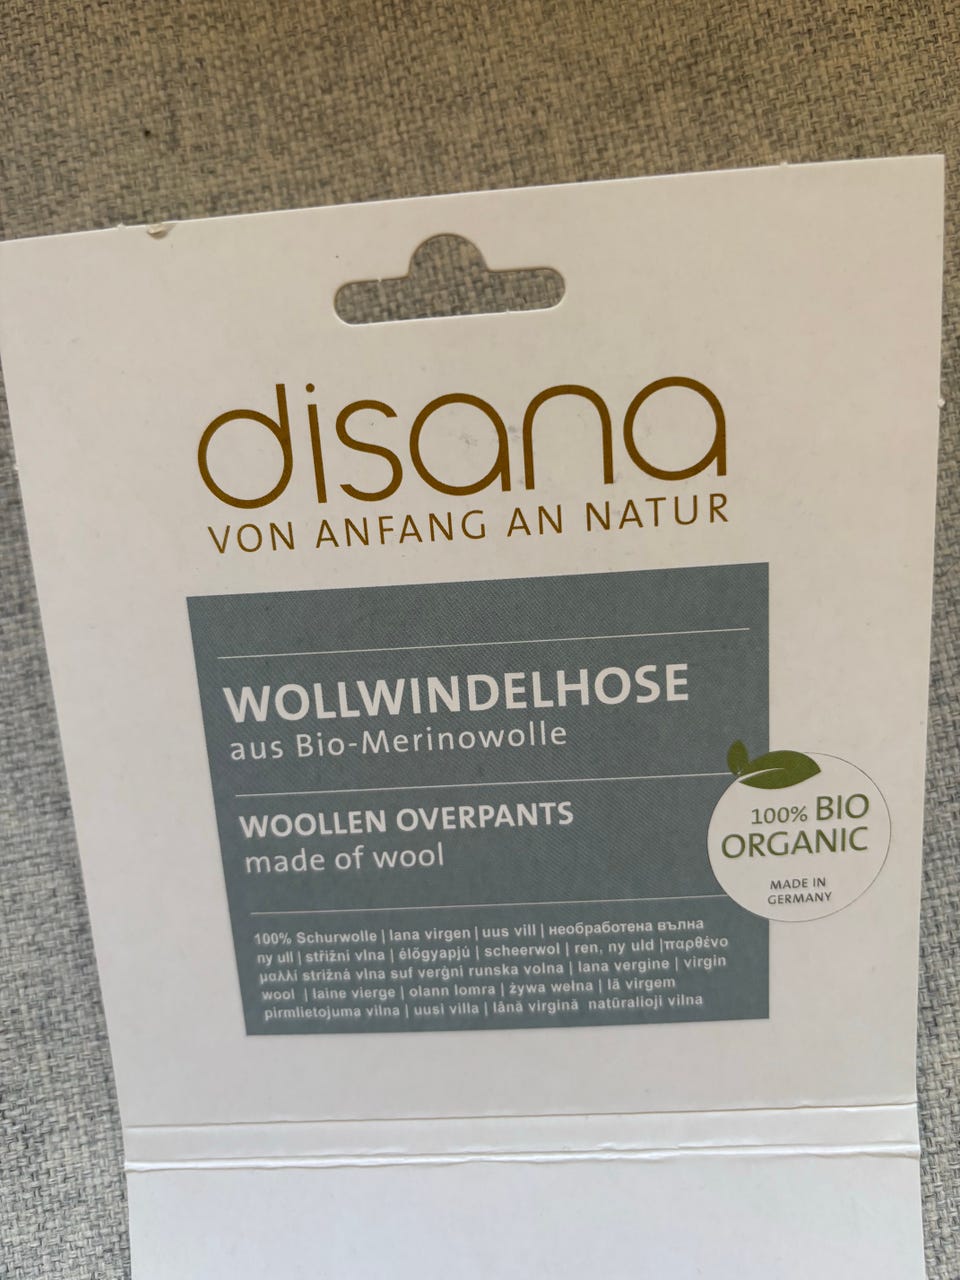 disana
VON ANFANG AN NATUR
WOLLWINDELHOSE
aus Bio-Merinowolle
WOOLLEN OVERPANTS
made of wool
100% BIO
ORGANIC
MADE IN
GERMANY
100% Schurwolle | lana virgen | uus vill | необработена вълна
ny ull | střižni vlna | élőgyapjú | scheerwol | ren, ny uld |παρθένο
μαλλί strižná vlna suf verġni runska volna | lana vergine | virgin
wool | laine vierge | olann lomra | żywa wełna | lã virgem
pirmlietojuma vilna | uusi villa | lână virgină natūralioji vilna